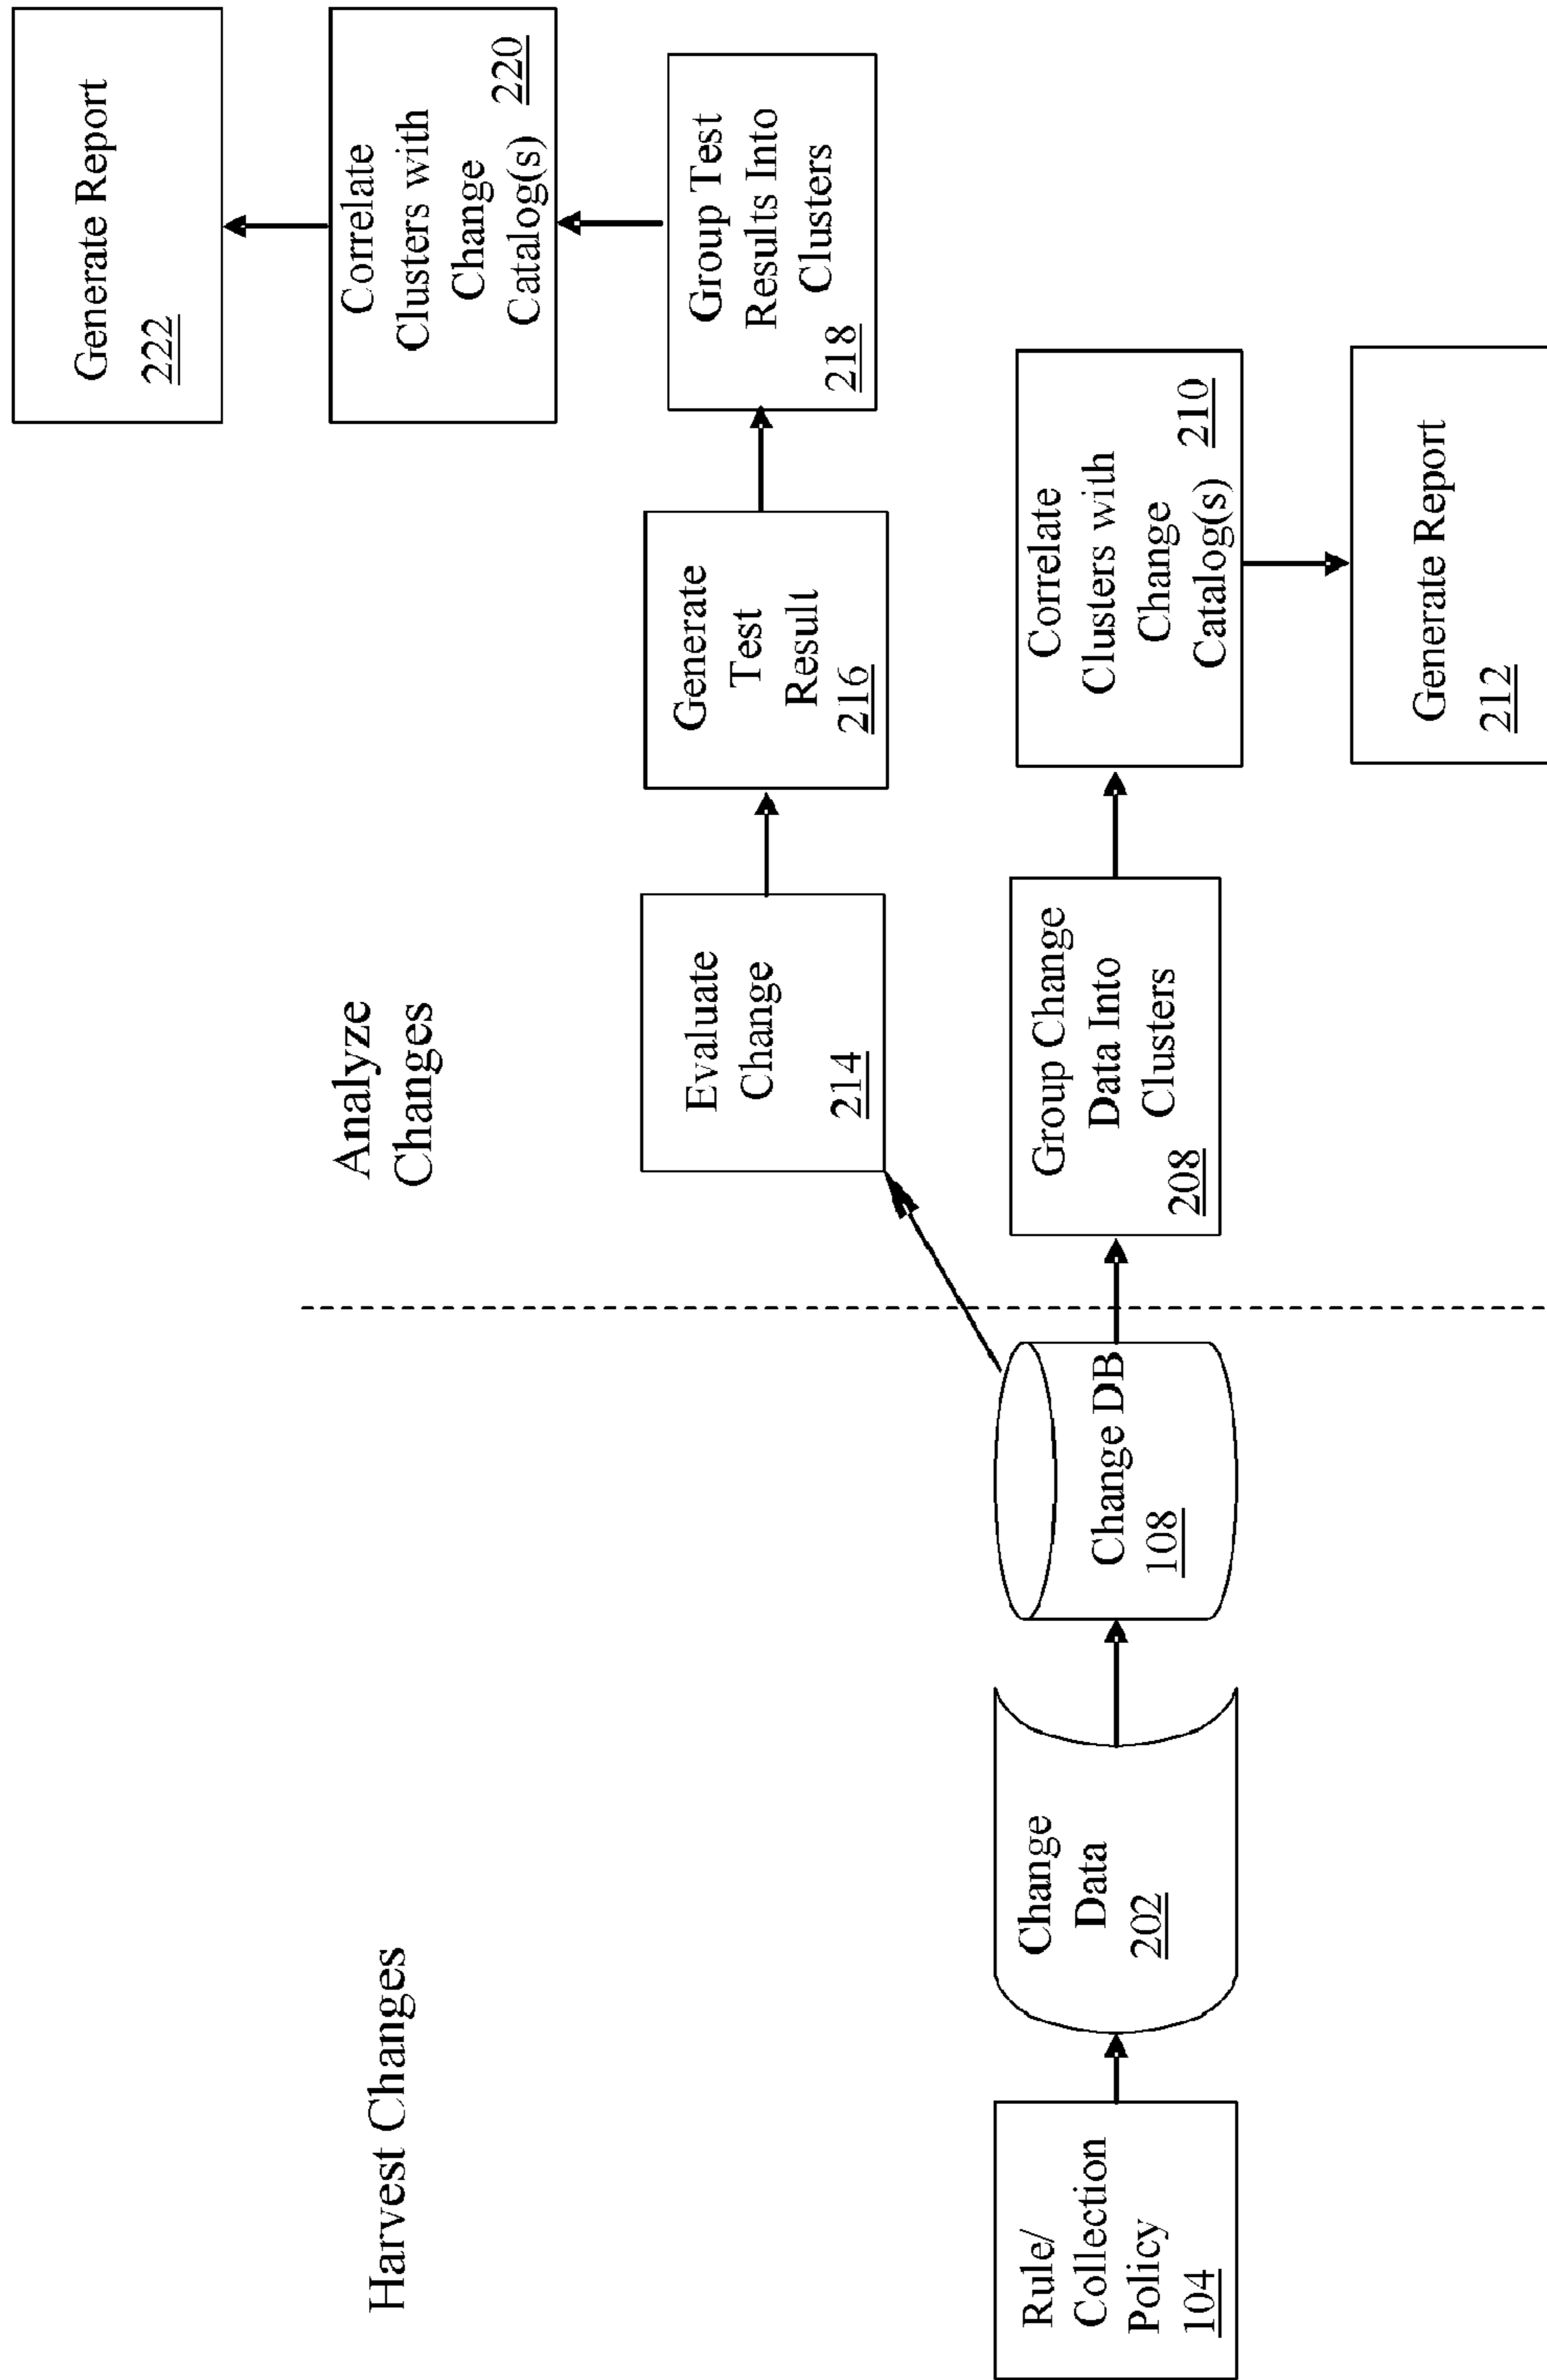 Harvest Changes
Analyze
Changes
Rule/
Collection
Policy
104
Change
Data
202
Change DB
108
Evaluate
Change
214
Generate
Test
Result
216
Group Test
Results Into
Clusters
218
Correlate
Clusters with
Change
Catalog(s) 220
Generate Report
222
Group Change
Data Into
Clusters
208
Correlate
Clusters with
Change
Catalog(s) 210
Generate Report
212